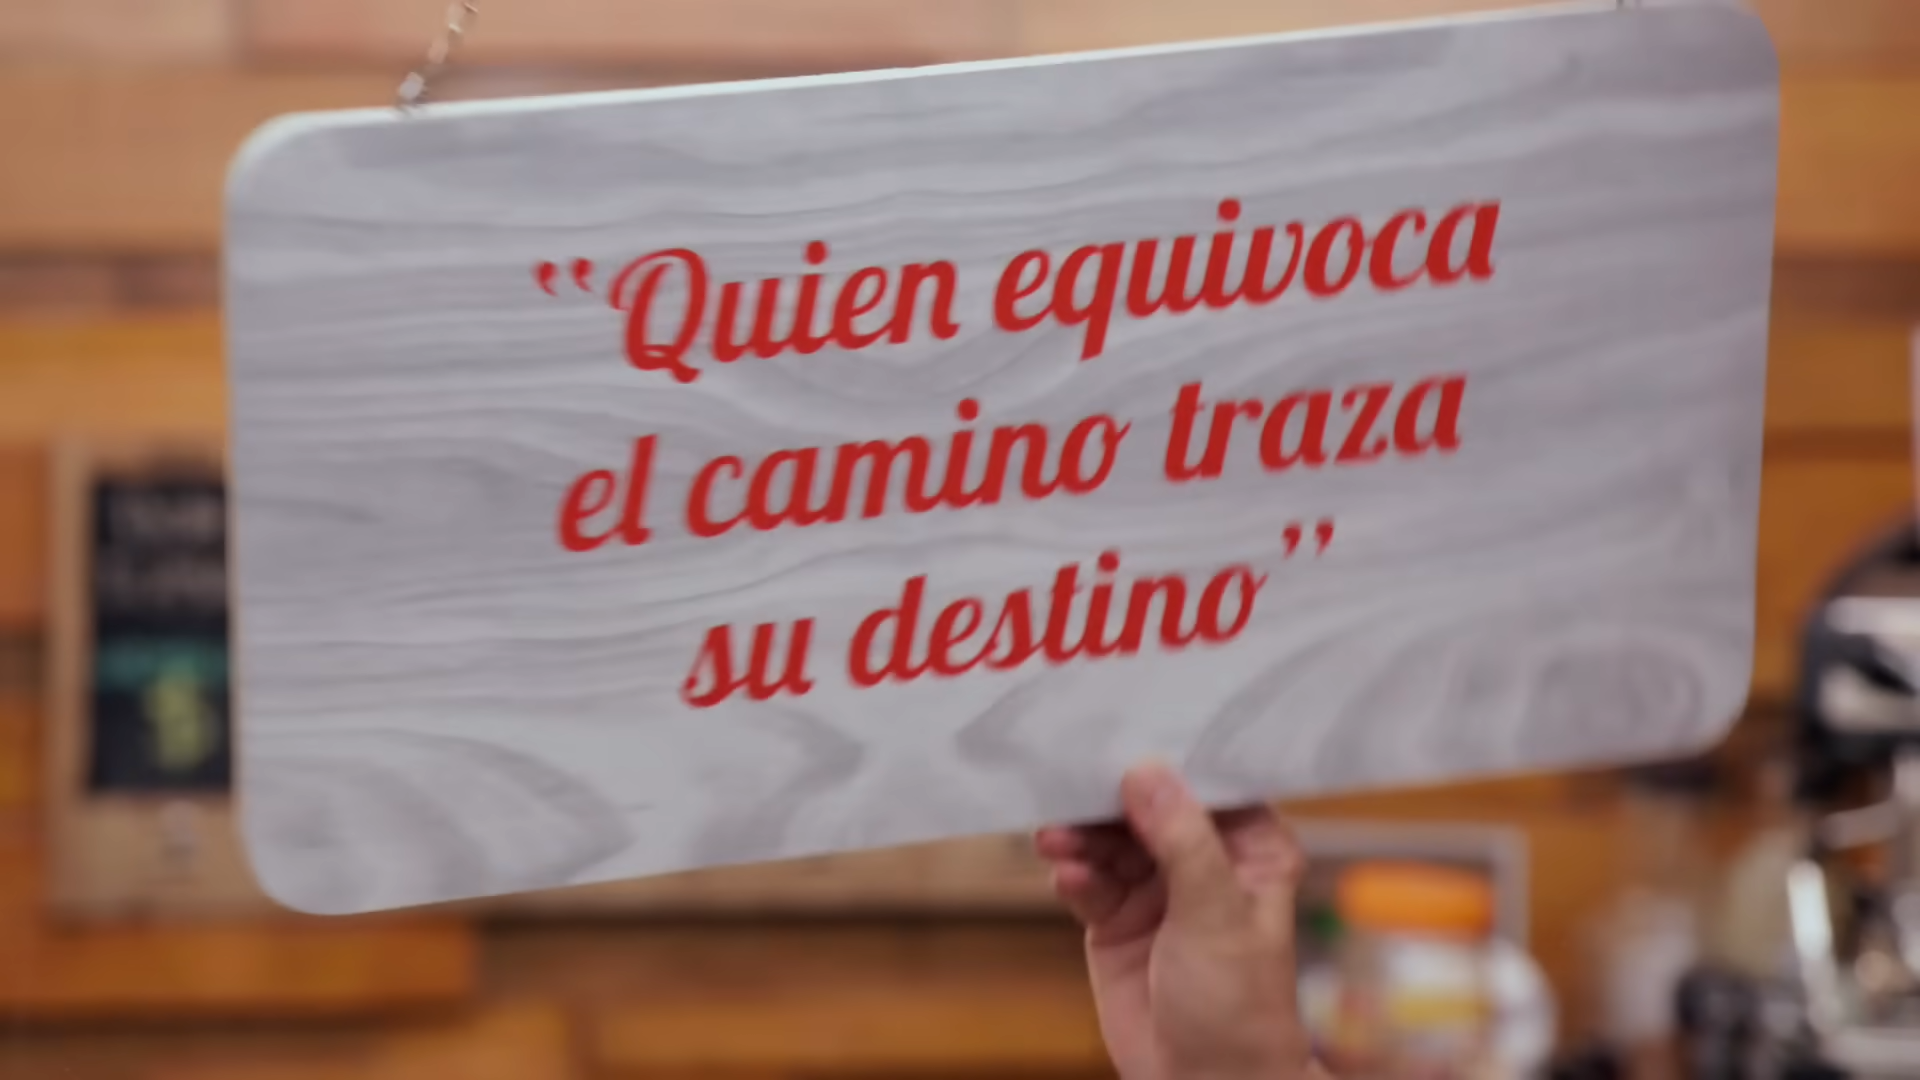 “Quien equivoca
el camino traza
su destino”